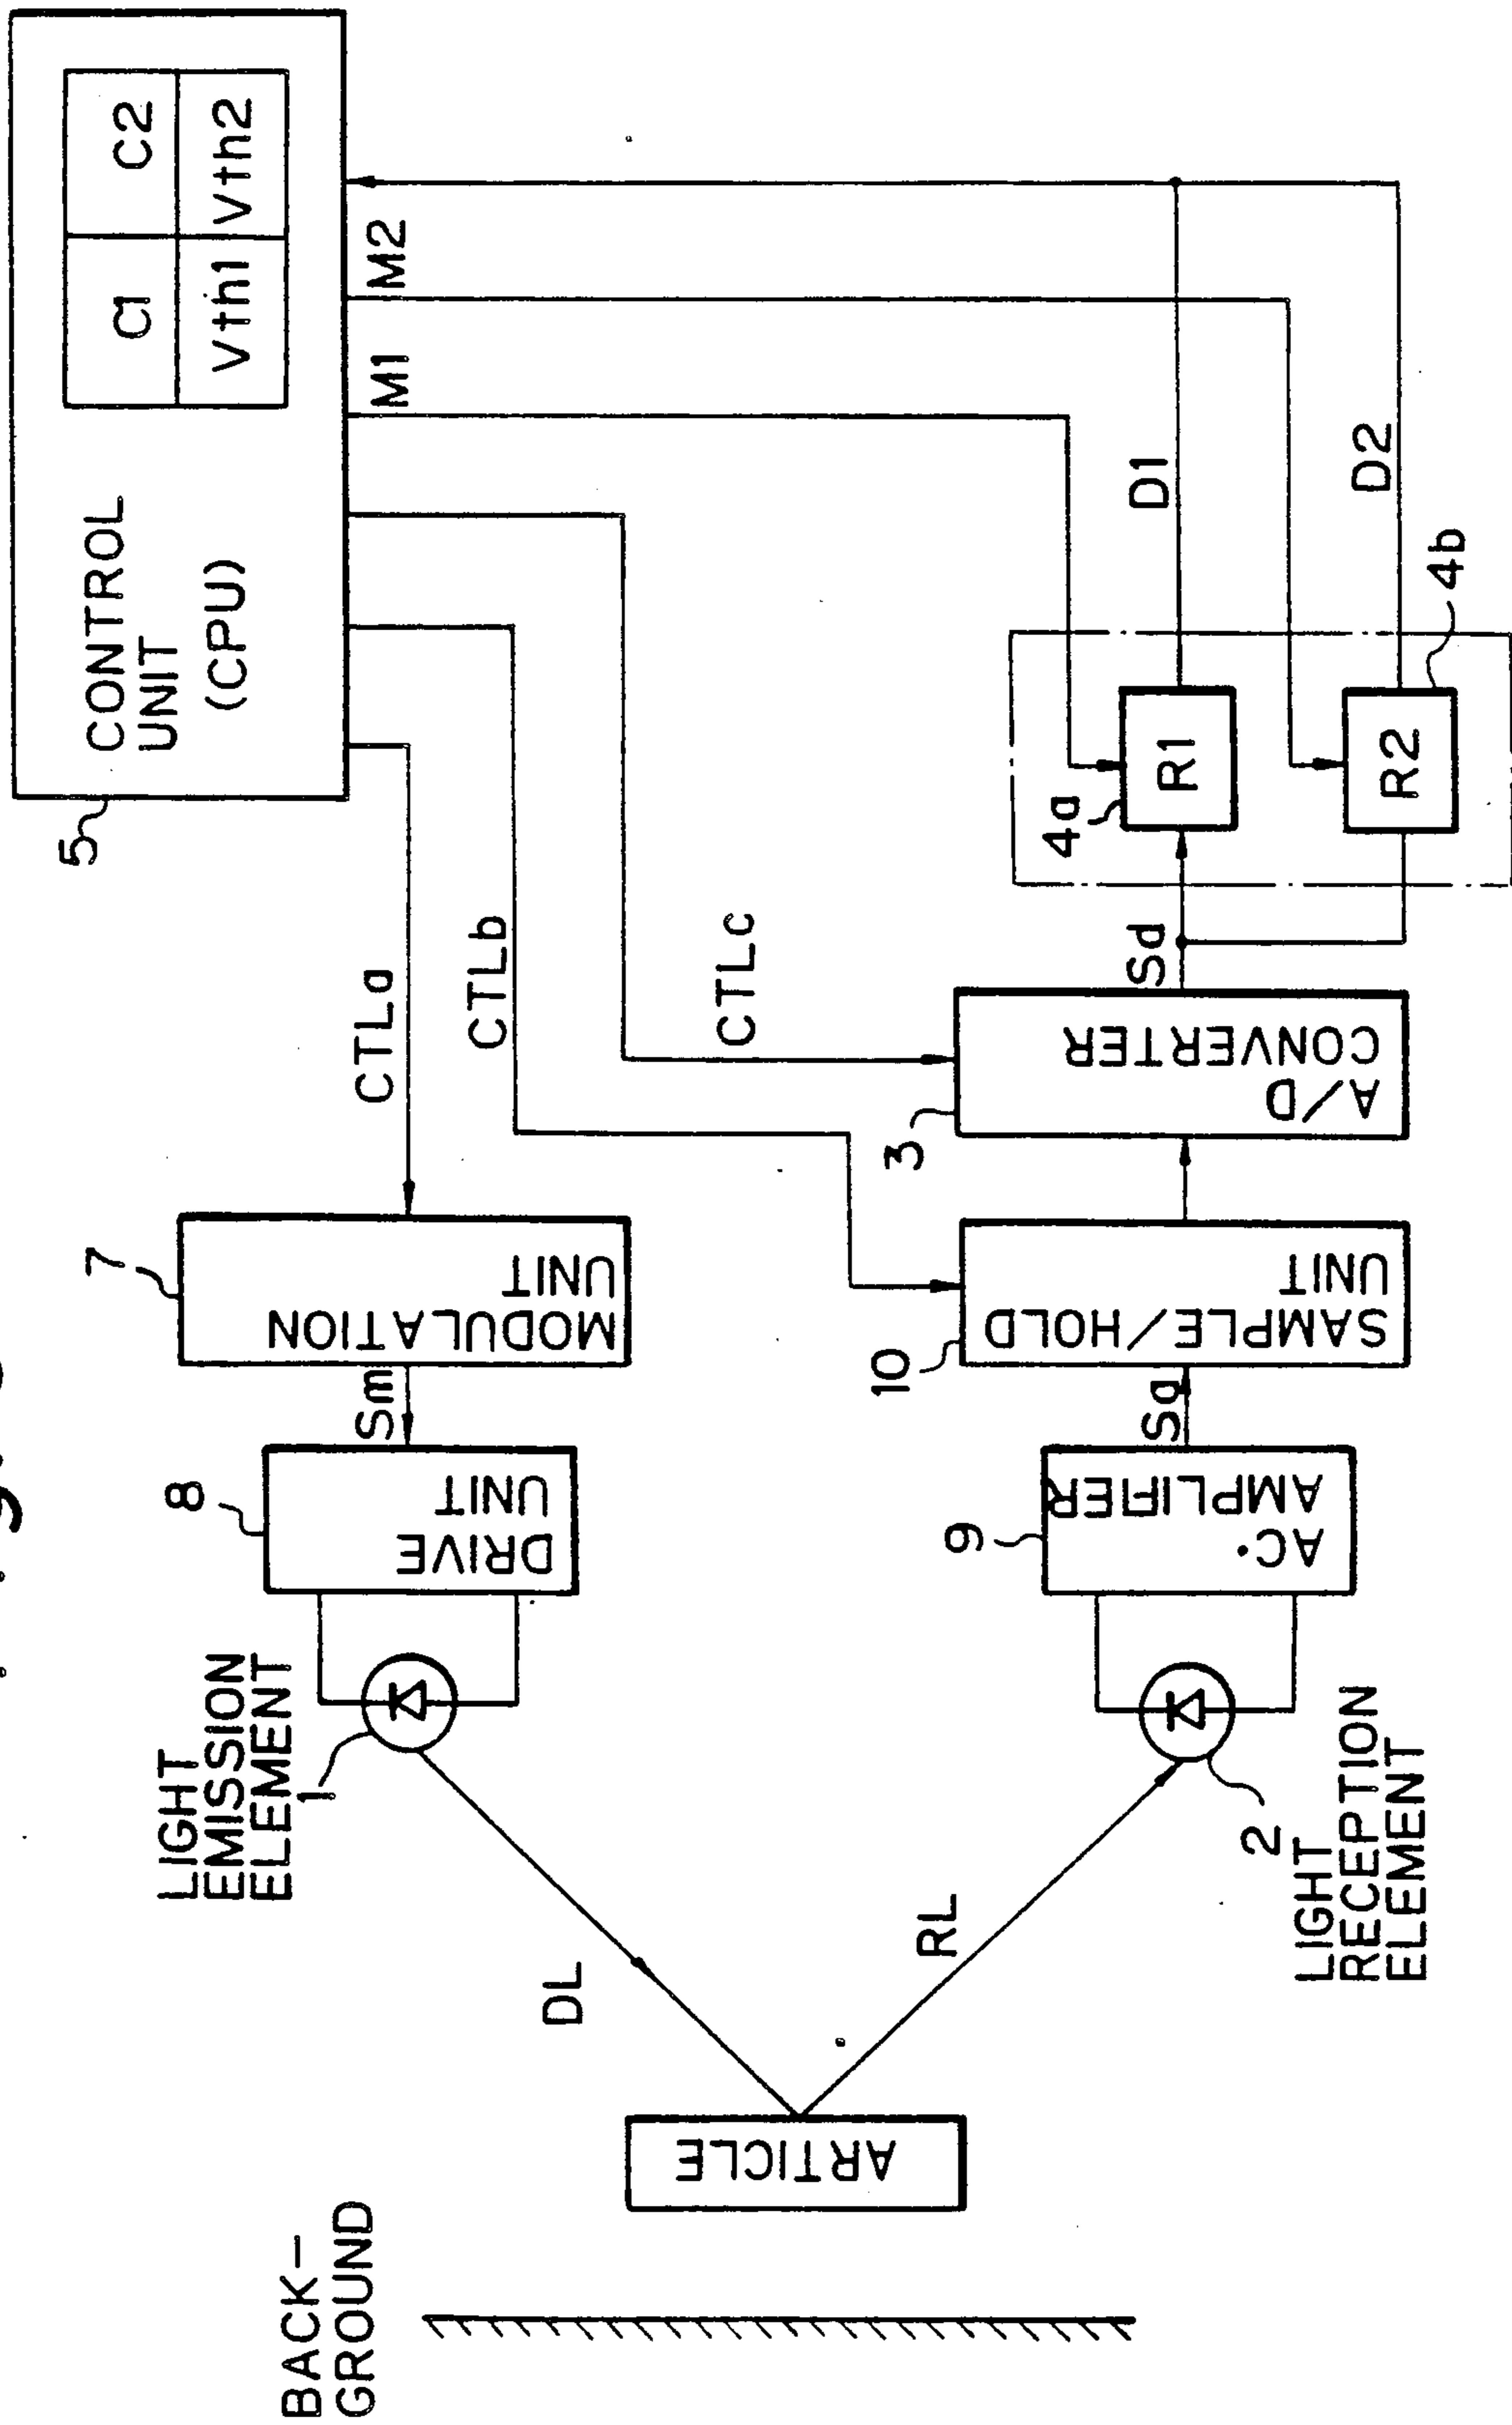 CONTROL
UNIT
(CPU)
C1
C2
Vth1
Vth2
5
M1
M2
CTLa
CTLb
CTLc
7
MODULATION
UNIT
Sm
8
DRIVE
UNIT
LIGHT
EMISSION
ELEMENT
1
DL
BACK-
GROUND
ARTICLE
RL
2
LIGHT
RECEPTION
ELEMENT
9
AC
AMPLIFIER
Sa
10
SAMPLE/HOLD
UNIT
3
A/D
CONVERTER
Sd
4a
R1
D1
R2
4b
D2